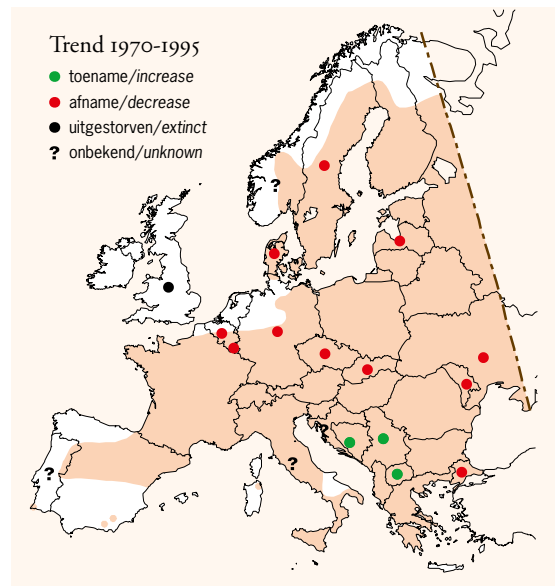 Trend 1970-1995
toename/increase
afname/decrease
uitgestorven/extinct
? onbekend/unknown
?
?
?
?